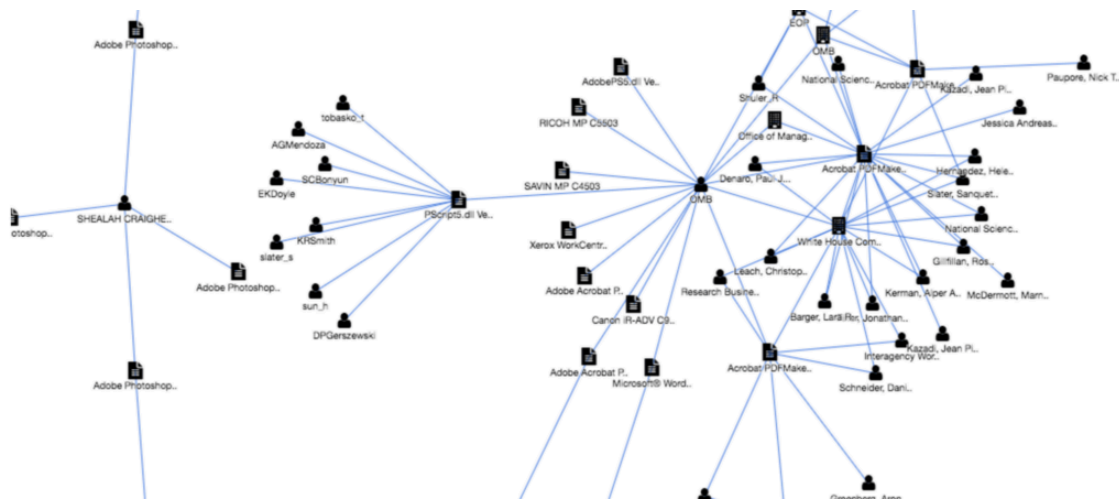 EOP
OMB
Adobe Photoshop..
National Scienc..
Paupore, Nick T..
AdobePS5.dll Ve..
Acrobat PDFMake..
Kazadi, Jean Pi..
Shuler_R
tobasko_t
RICOH MP C5503
Jessica Andreas..
AGMendoza
Office of Manag..
SCBonyun
Acrobat PDFMake..
Hernandez, Hele..
Denaro, Paul J...
EKDoyle
SAVIN MP C4503
Slater, Sanquet..
PScript5.dll Ve..
OMB
otoshop..
SHEALAH CRAIGHE..
National Scienc..
KRSmith
White House Com..
Xerox WorkCentr..
slater_s
Gillfillan, Ros..
Leach, Christop..
Adobe Photoshop..
Research Busine..
Adobe Acrobat P..
Kerman, Alper A..
McDermott, Marn..
sun_h
Canon IR-ADV C9..
Barger, Lara
Jonathan..
DPGerszewski
Kazadi, Jean Pi..
Interagency Wor..
Adobe Acrobat P..
Acrobat PDFMake..
Adobe Photoshop..
Microsoft® Word..
Schneider, Dani..